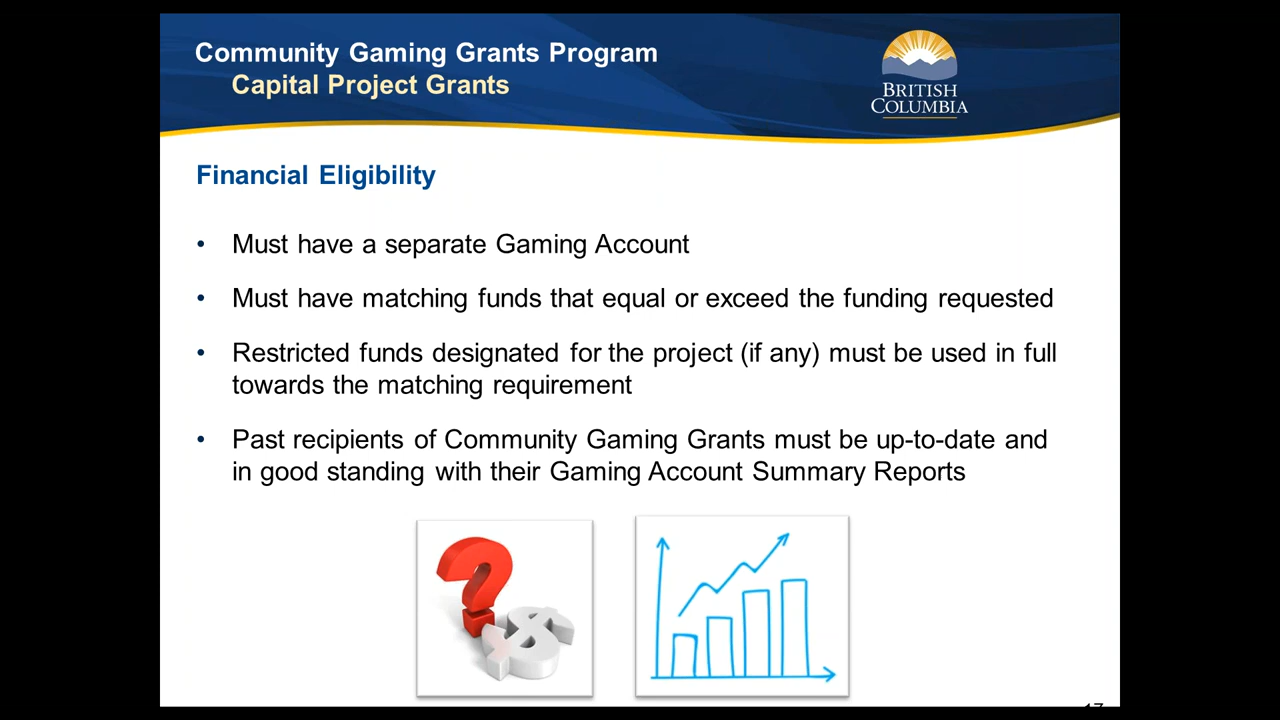 Community Gaming Grants Program
Capital Project Grants
BRITISH
COLUMBIA
Financial Eligibility
• Must have a separate Gaming Account
• Must have matching funds that equal or exceed the funding requested
• Restricted funds designated for the project (if any) must be used in full
towards the matching requirement
• Past recipients of Community Gaming Grants must be up-to-date and
in good standing with their Gaming Account Summary Reports